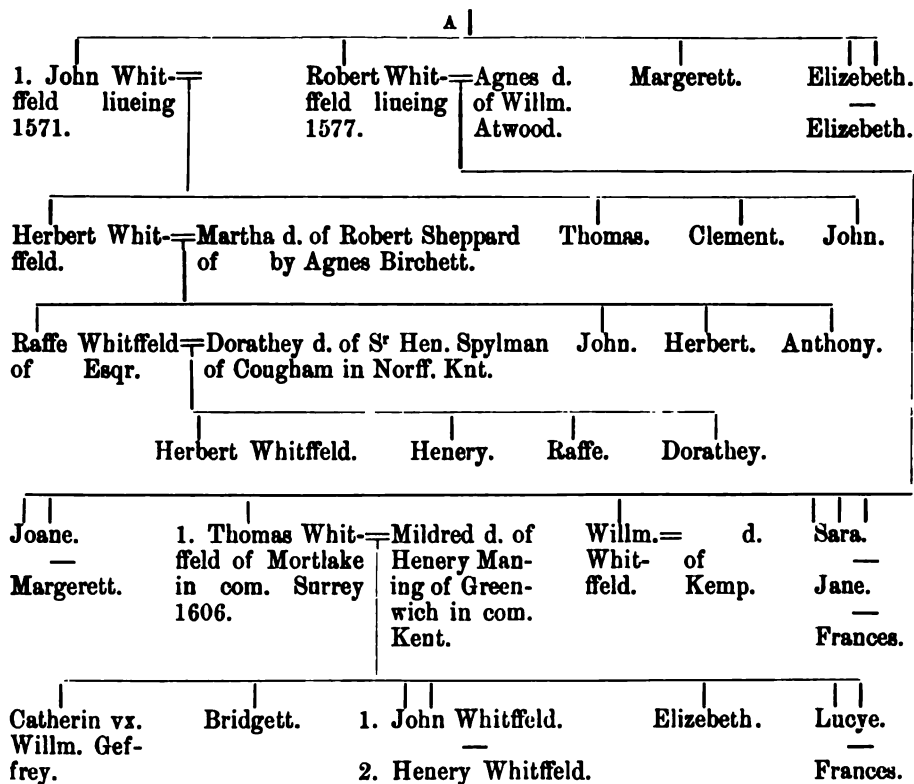 A
1. John Whit- Robert Whit- Agnes d. Margerett. Elizebeth.
ffeld liueing ffeld liueing of Willm. —
1571. 1577. Atwood. Elizebeth.
Herbert Whit- Martha d. of Robert Sheppard Thomas. Clement. John.
ffeld. of by Agnes Birchett.
Raffe Whitffeld Dorathey d. of Sʳ Hen. Spylman John. Herbert. Anthony.
of Esqr. of Cougham in Norff. Knt.
Herbert Whitffeld. Henery. Raffe. Dorathey.
Joane. 1. Thomas Whit- Mildred d. of Willm. = d. Sara.
— ffeld of Mortlake Henery Man- Whit- of —
Margerett. in com. Surrey ing of Green- ffeld. Kemp. Jane.
1606. wich in com. —
Kent. Frances.
Catherin vx. Bridgett. 1. John Whitffeld. Elizebeth. Lucye.
Willm. Gef- — —
frey. 2. Henery Whitffeld. Frances.